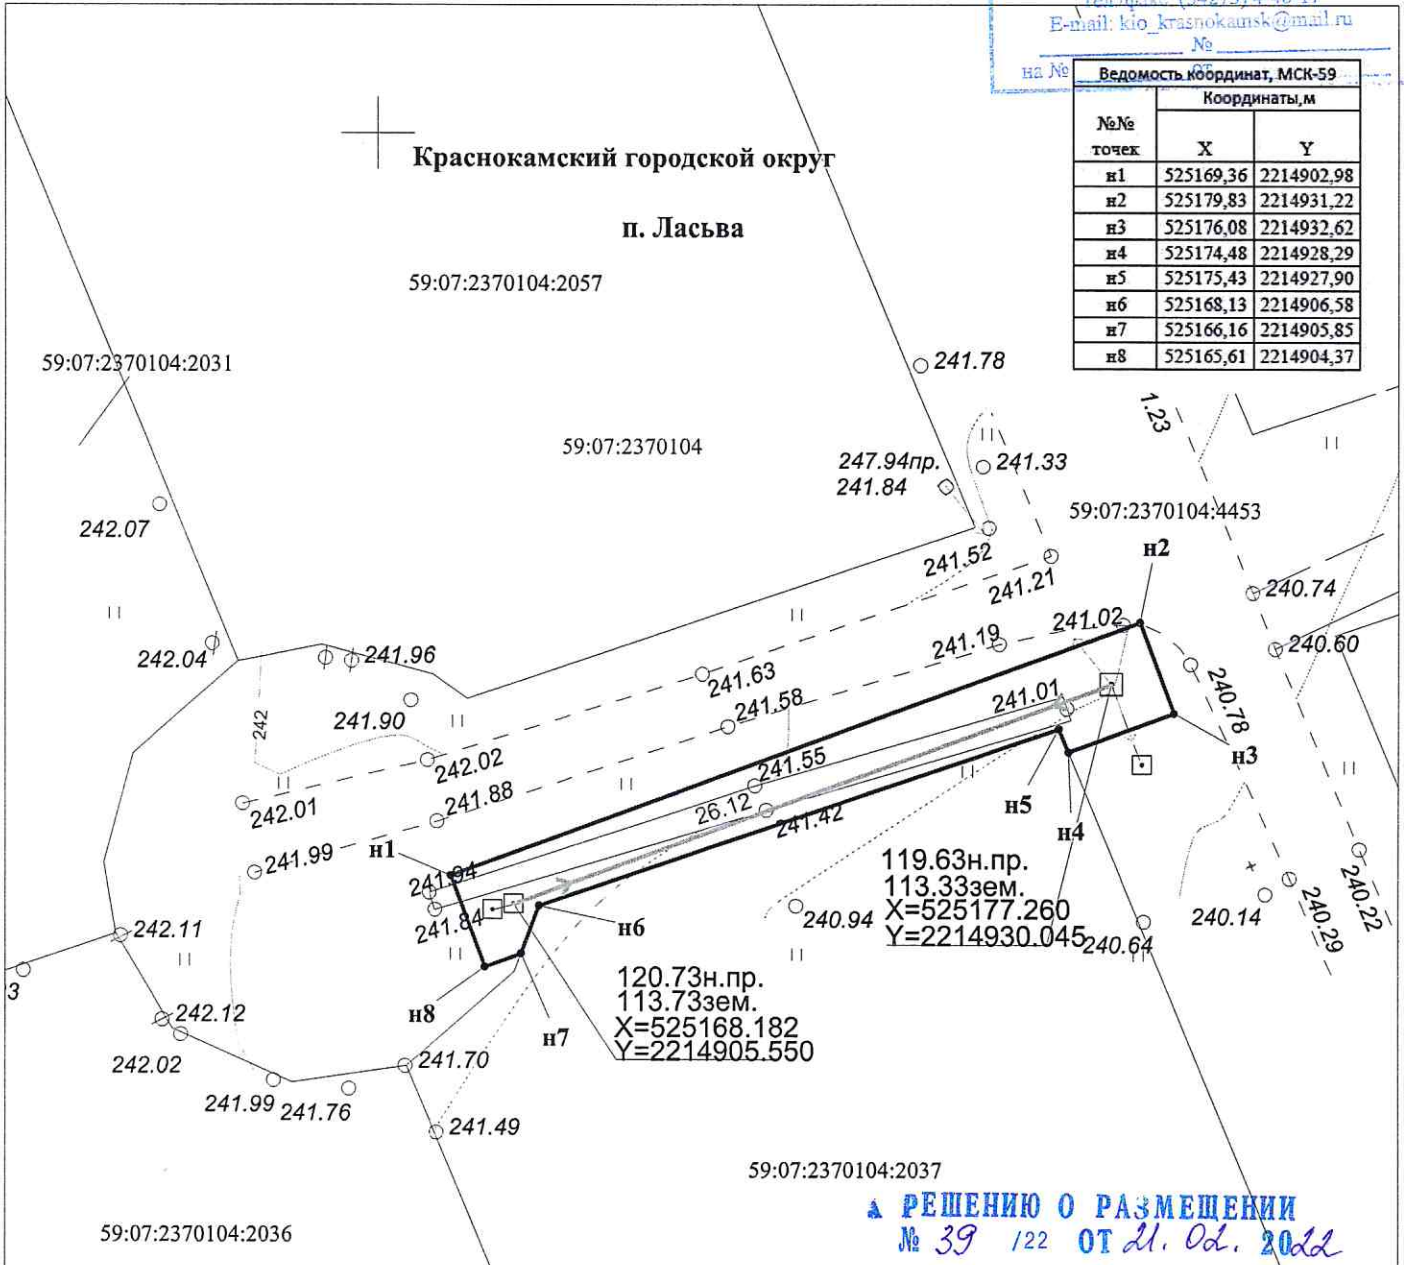 E-mail: kio_krasnokamsk@mail.ru
№
на № от
Ведомость координат, МСК-59
№№ точек Координаты,м
X Y
н1 525169,36 2214902,98
н2 525179,83 2214931,22
н3 525176,08 2214932,62
н4 525174,48 2214928,29
н5 525175,43 2214927,90
н6 525168,13 2214906,58
н7 525166,16 2214905,85
н8 525165,61 2214904,37
Краснокамский городской округ
п. Ласьва
59:07:2370104:2057
59:07:2370104:2031
241.78
1.23
59:07:2370104
247.94пр.
241.84
241.33
59:07:2370104:4453
242.07
241.52
н2
241.21
240.74
242.04
241.96
241.19
241.02
240.60
241.63
241.90
242
241.58
241.01
240.78
242.02
241.55
н3
242.01
241.88
26.12
241.42
н5
н4
241.99
н1
241.94
241.84
119.63н.пр.
113.33зем.
X=525177.260
Y=2214930.045
240.94
240.64
240.14
240.29
240.22
242.11
н6
120.73н.пр.
113.73зем.
X=525168.182
Y=2214905.550
3
242.12
н8
н7
242.02
241.70
241.99
241.76
241.49
59:07:2370104:2037
59:07:2370104:2036
РЕШЕНИЮ О РАЗМЕЩЕНИИ
№ 39 /22 ОТ 21. 02. 2022